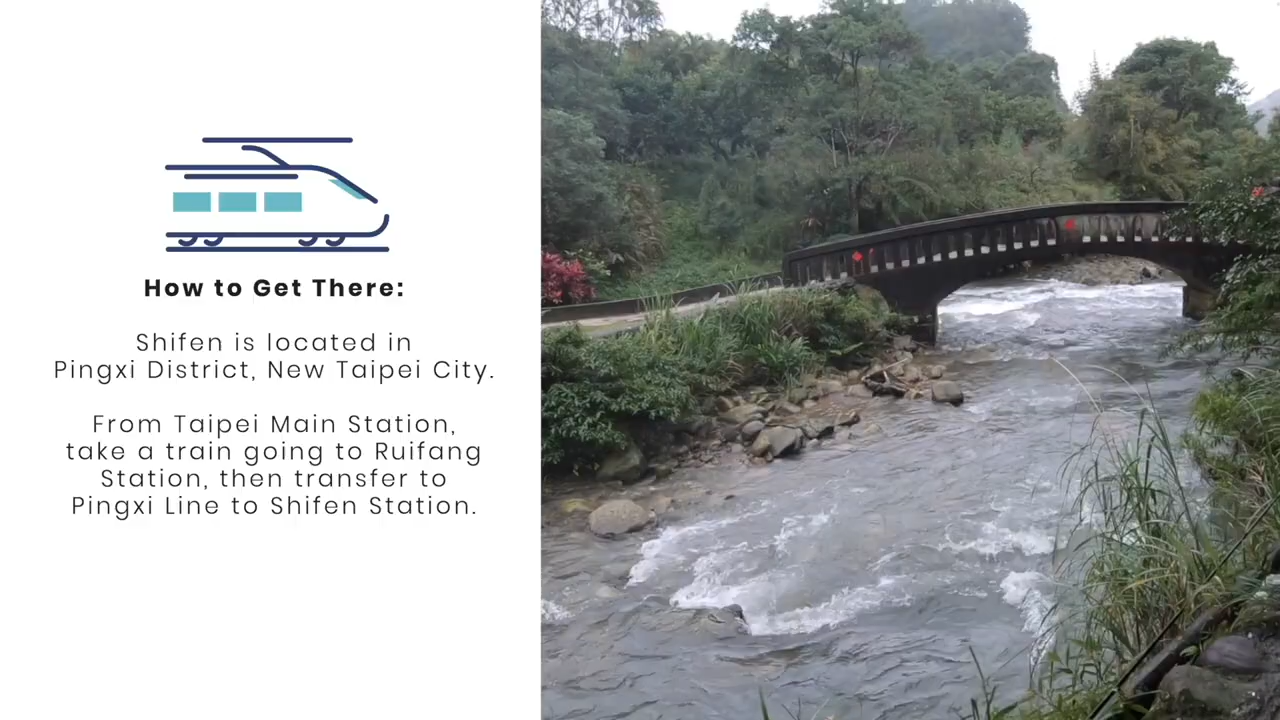 How to Get There:
Shifen is located in
Pingxi District, New Taipei City.
From Taipei Main Station,
take a train going to Ruifang
Station, then transfer to
Pingxi Line to Shifen Station.